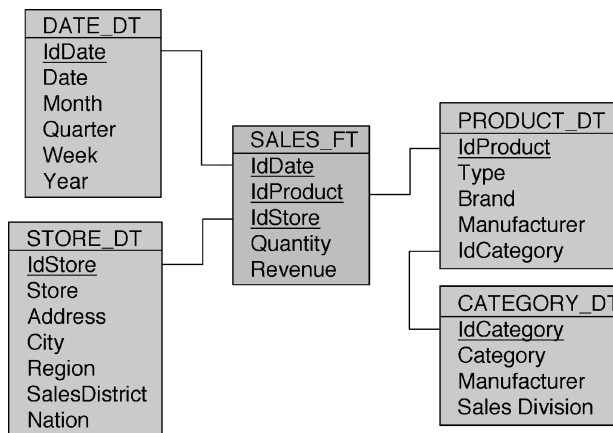 DATE_DT
IdDate
Date
Month
Quarter
Week
Year
STORE_DT
IdStore
Store
Address
City
Region
SalesDistrict
Nation
SALES_FT
IdDate
IdProduct
IdStore
Quantity
Revenue
PRODUCT_DT
IdProduct
Type
Brand
Manufacturer
IdCategory
CATEGORY_DT
IdCategory
Category
Manufacturer
Sales Division